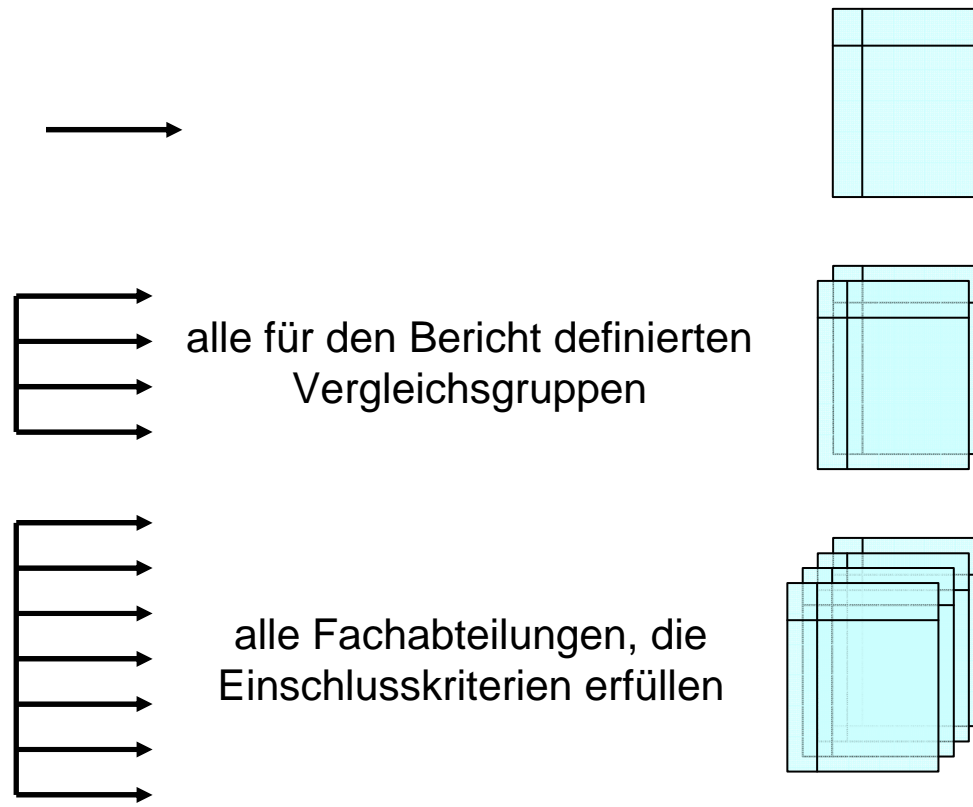 alle für den Bericht definierten
Vergleichsgruppen
alle Fachabteilungen, die
Einschlusskriterien erfüllen